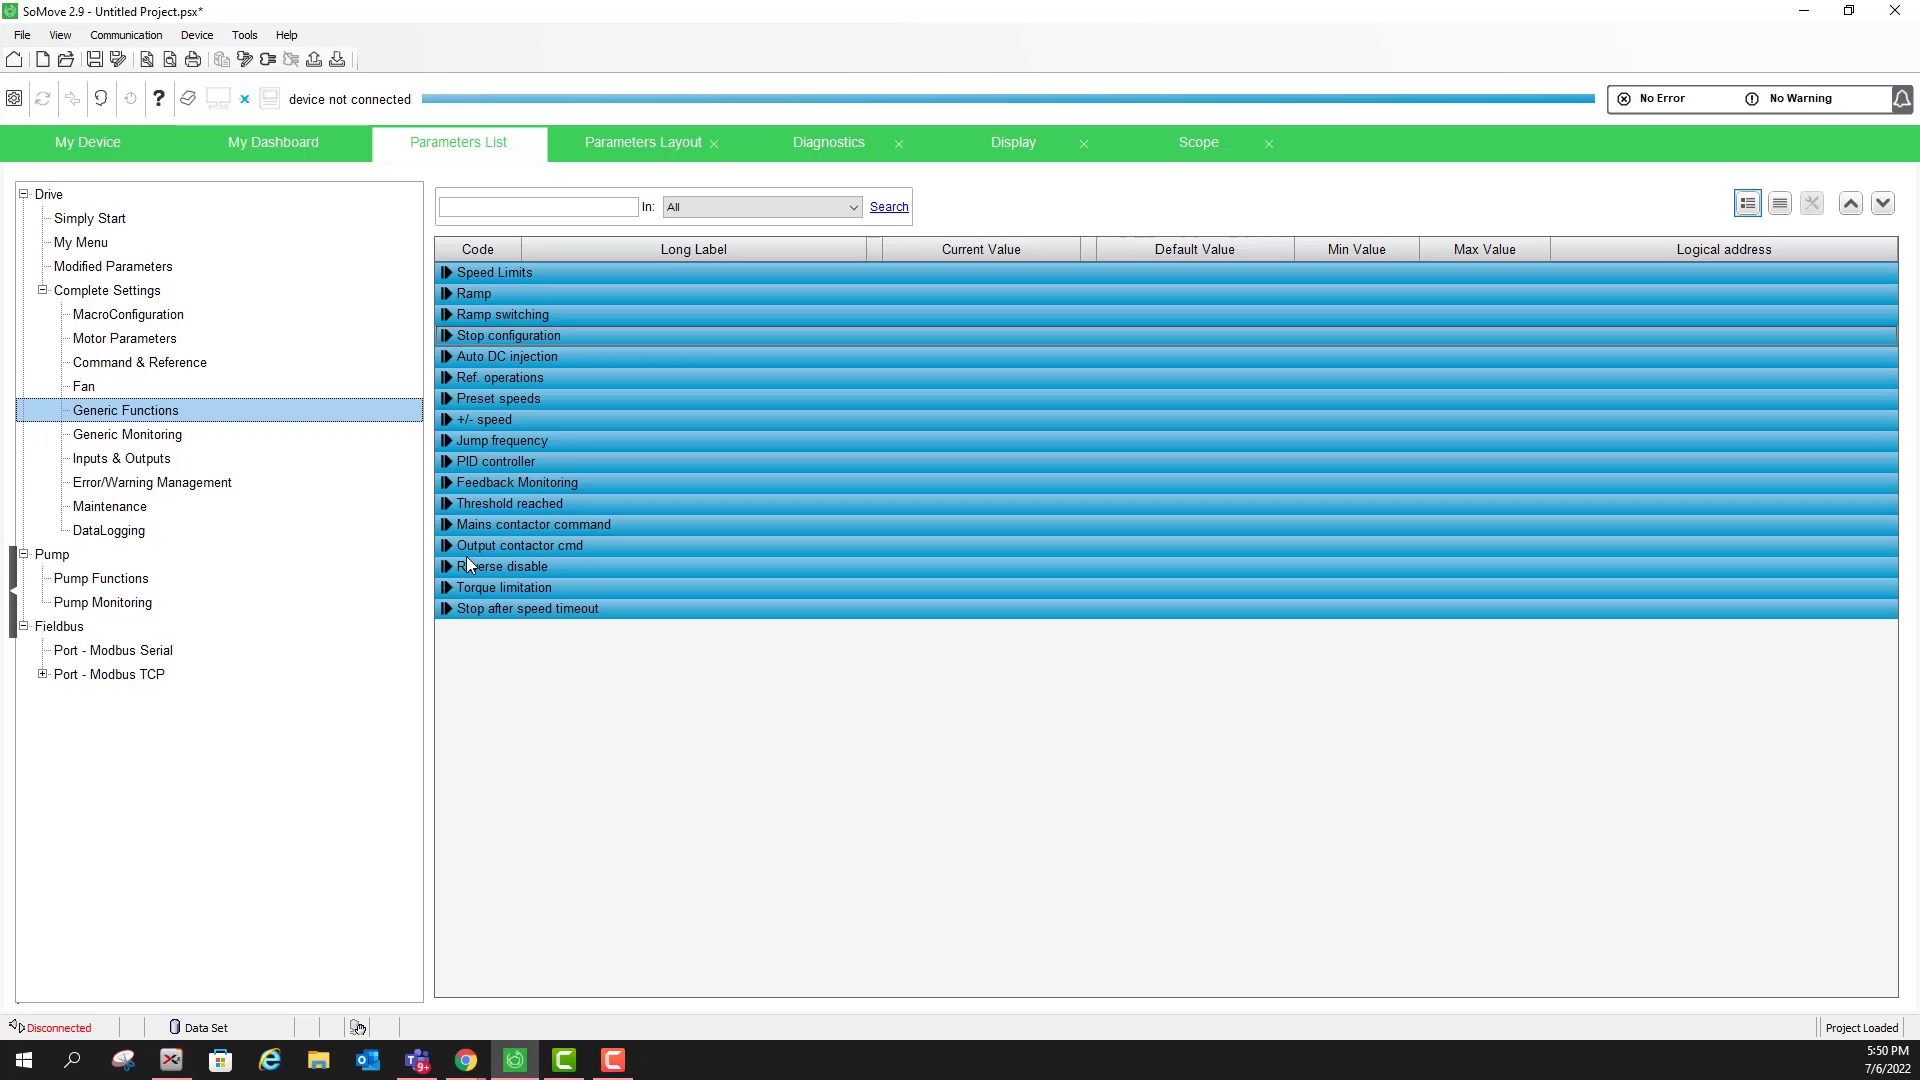 SoMove 2.9 - Untitled Project.psx*
File View Communication Device Tools Help
device not connected
No Error No Warning
My Device My Dashboard Parameters List Parameters Layout Diagnostics Display Scope
Drive
Simply Start
My Menu
Modified Parameters
Complete Settings
MacroConfiguration
Motor Parameters
Command & Reference
Fan
Generic Functions
Generic Monitoring
Inputs & Outputs
Error/Warning Management
Maintenance
DataLogging
Pump
Pump Functions
Pump Monitoring
Fieldbus
Port - Modbus Serial
Port - Modbus TCP
In: All Search
Code Long Label Current Value Default Value Min Value Max Value Logical address
Speed Limits
Ramp
Ramp switching
Stop configuration
Auto DC injection
Ref. operations
Preset speeds
+/- speed
Jump frequency
PID controller
Feedback Monitoring
Threshold reached
Mains contactor command
Output contactor cmd
Reverse disable
Torque limitation
Stop after speed timeout
Disconnected Data Set Project Loaded
9+
5:50 PM
7/6/2022